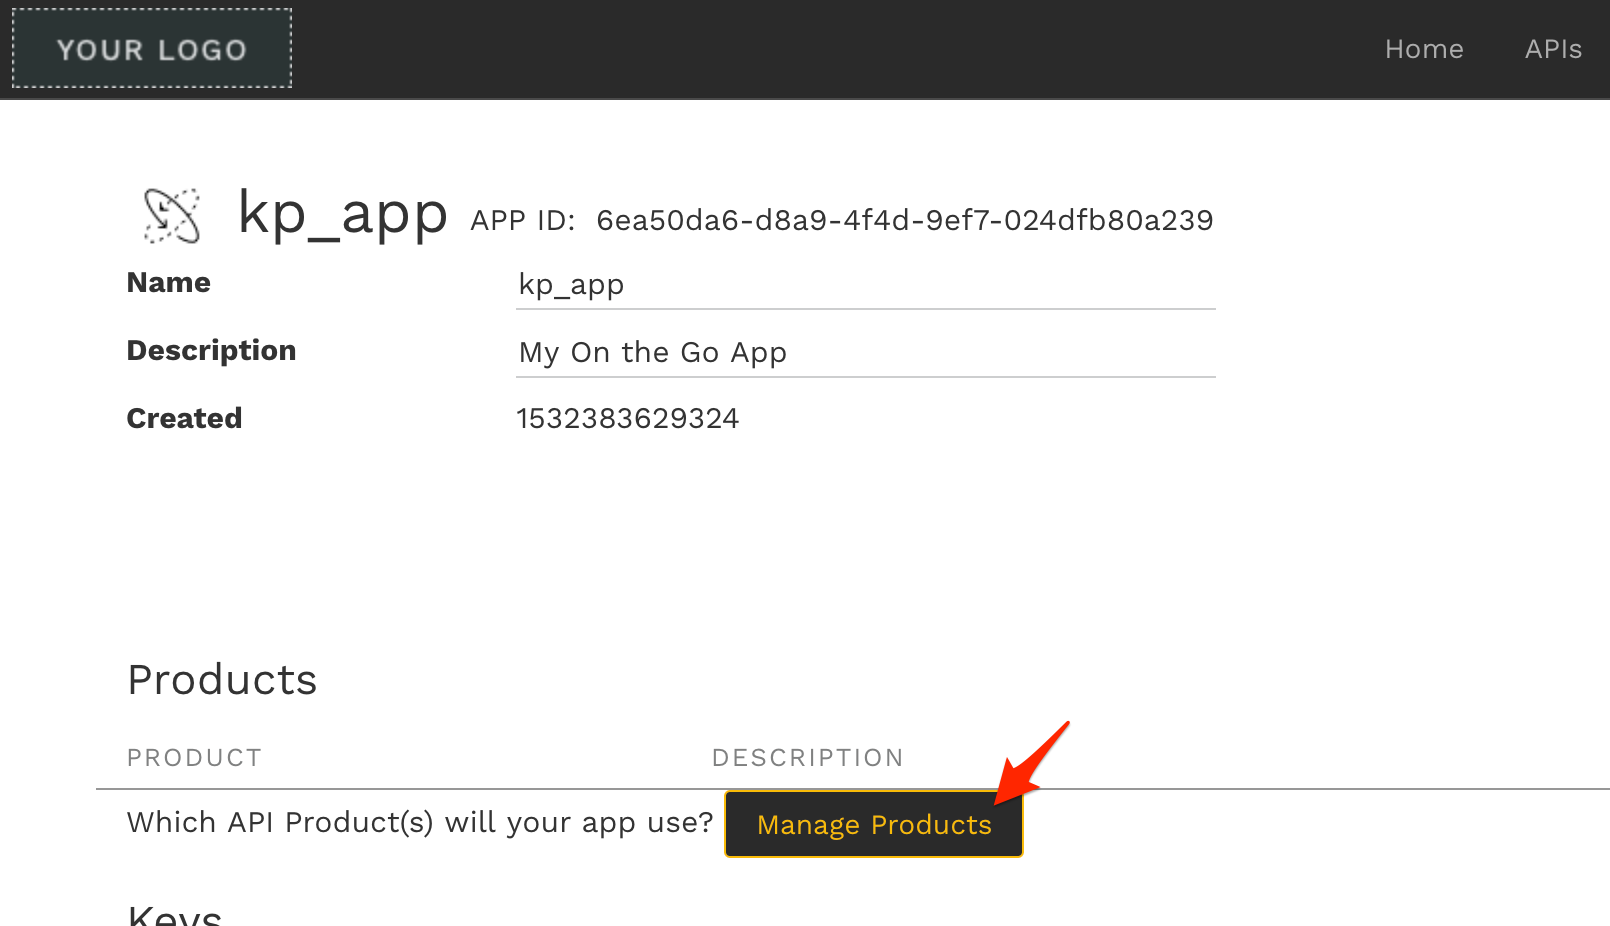 YOUR LOGO
Home APIs
kp_app APP ID: 6ea50da6-d8a9-4f4d-9ef7-024dfb80a239
Name kp_app
Description My On the Go App
Created 1532383629324
Products
PRODUCT DESCRIPTION
Which API Product(s) will your app use? Manage Products
Keys